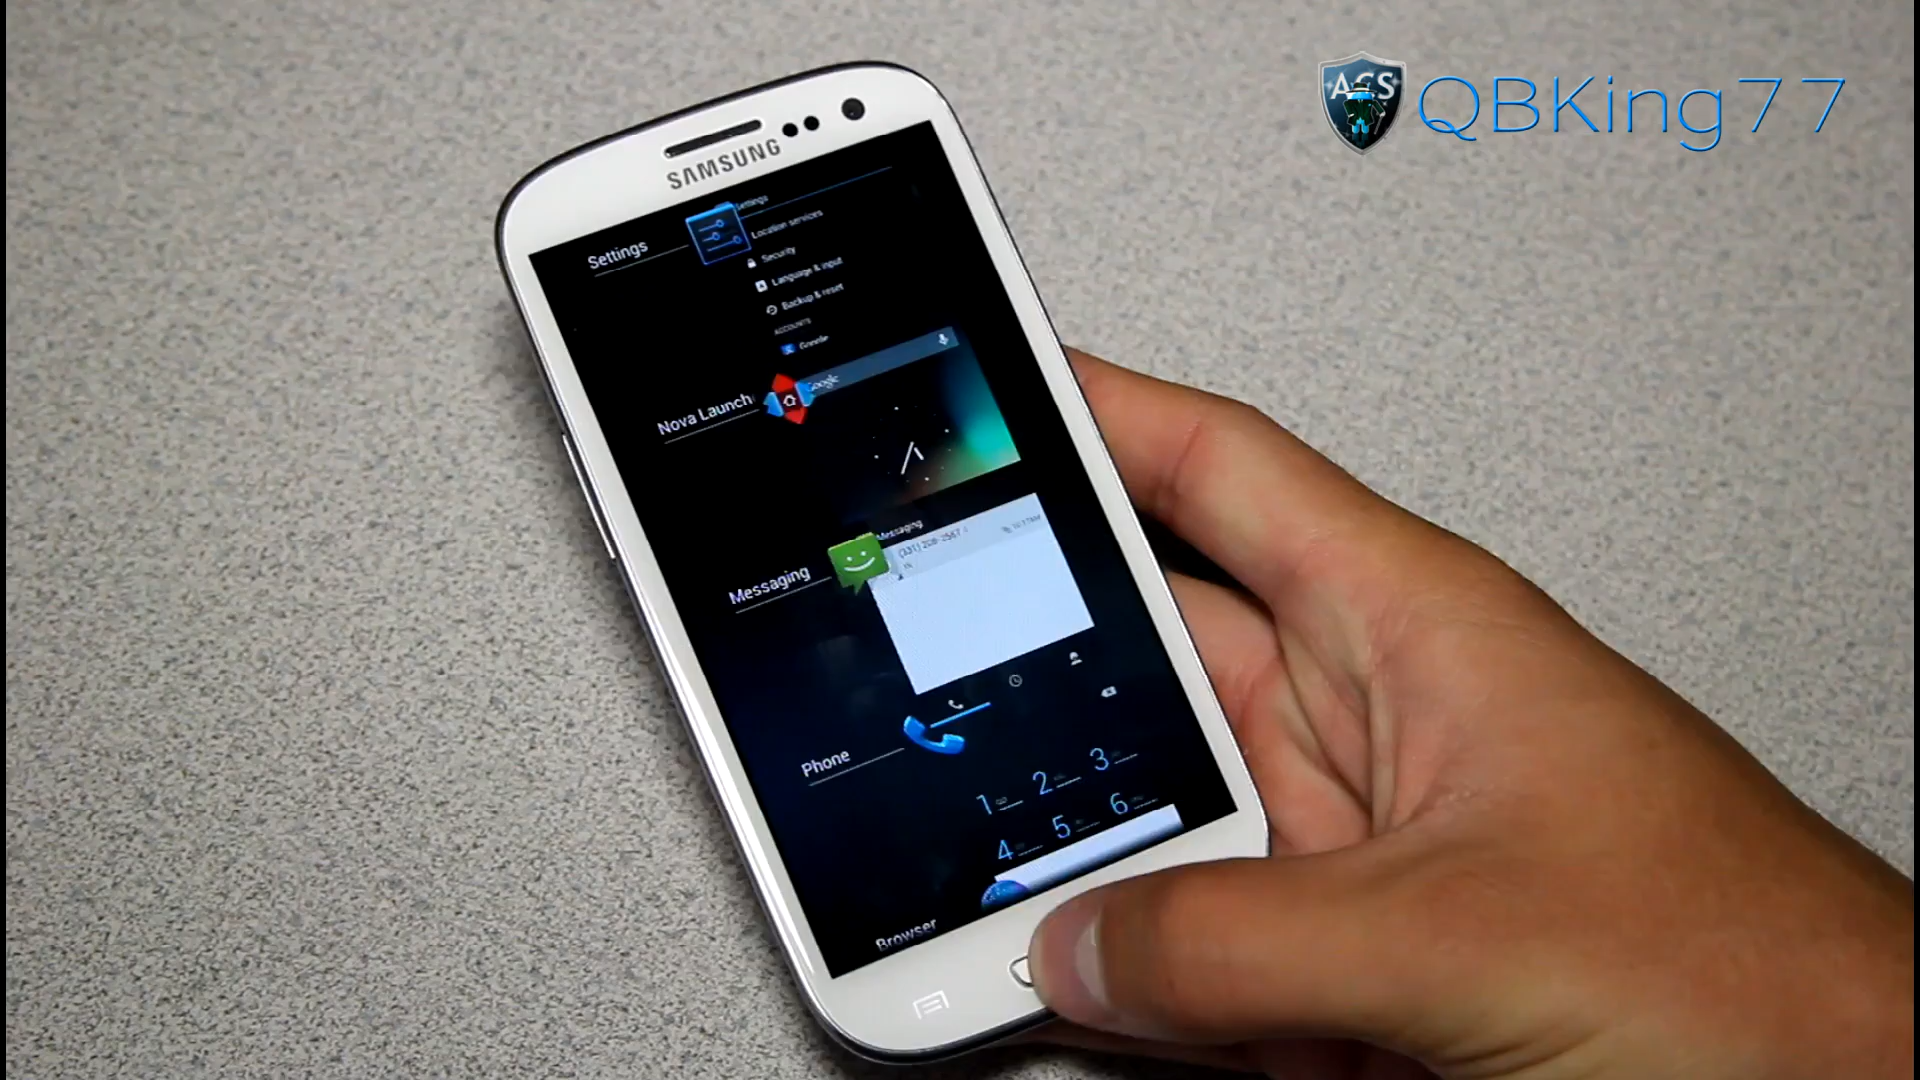 ACS QBKing77
SAMSUNG
Settings
Settings
Location services
Security
Language & input
Backup & reset
ACCOUNTS
Google
Nova Launch
Google
Messaging
Messaging
Phone
1 2 3
4 5 6
Browser